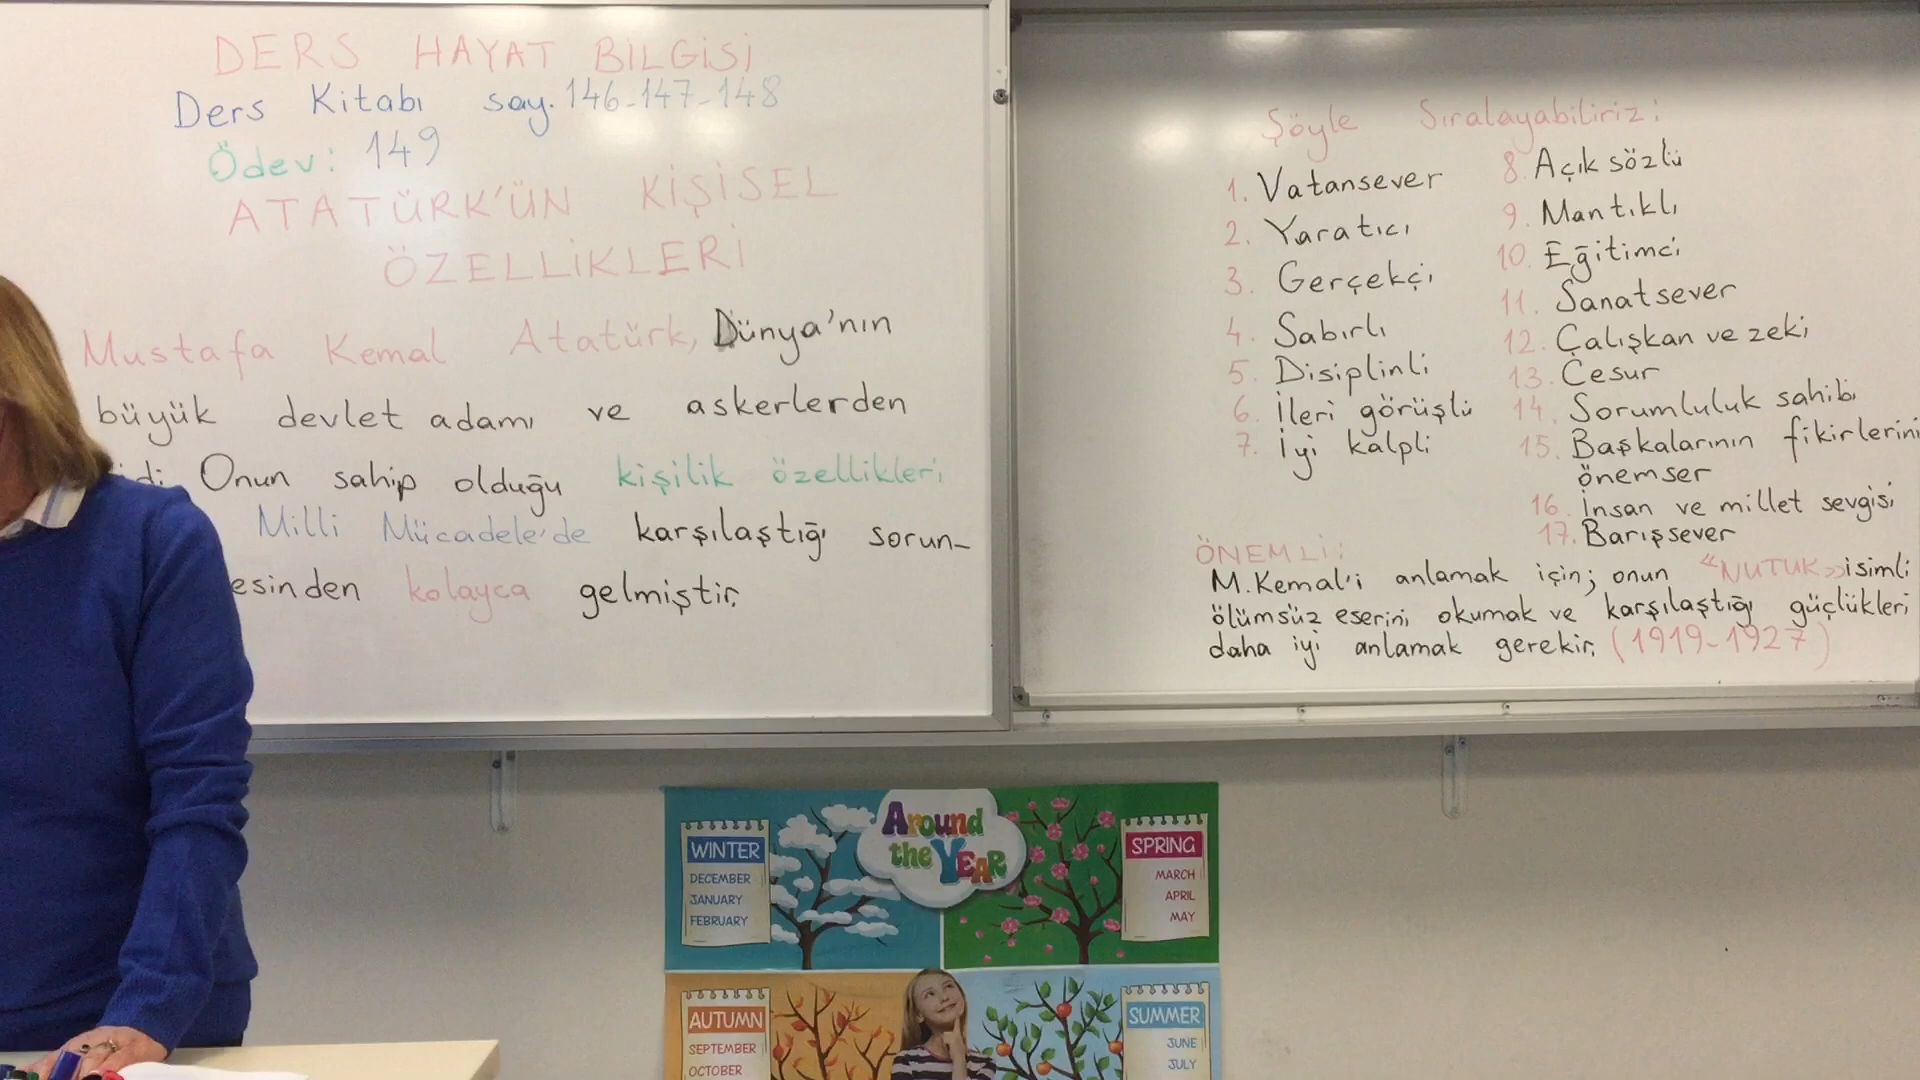 DERS HAYAT BİLGİSİ
Ders Kitabı say. 146-147-148
Ödev: 149
ATATÜRK'ÜN KİŞİSEL
ÖZELLİKLERİ
Mustafa Kemal Atatürk, Dünya'nın
büyük devlet adamı ve askerlerden
Onun sahip olduğu kişilik özellikleri
Milli Mücadele'de karşılaştığı sorun-
esinden kolayca gelmiştir.
Şöyle Sıralayabiliriz:
1. Vatansever
2. Yaratıcı
3. Gerçekçi
4. Sabırlı
5. Disiplinli
6. İleri görüşlü
7. İyi kalpli
8. Açık sözlü
9. Mantıklı
10. Eğitimci
11. Sanatsever
12. Çalışkan ve zeki
13. Cesur
14. Sorumluluk sahibi
15. Başkalarının fikirlerini
önemser
16. İnsan ve millet sevgisi
17. Barışsever
ÖNEMLİ:
M.Kemal'i anlamak için; onun "NUTUK" isimli
ölümsüz eserini okumak ve karşılaştığı güçlükleri
daha iyi anlamak gerekir. (1919-1927)
Around
the YEAR
WINTER
DECEMBER
JANUARY
FEBRUARY
SPRING
MARCH
APRIL
MAY
AUTUMN
SEPTEMBER
OCTOBER
SUMMER
JUNE
JULY